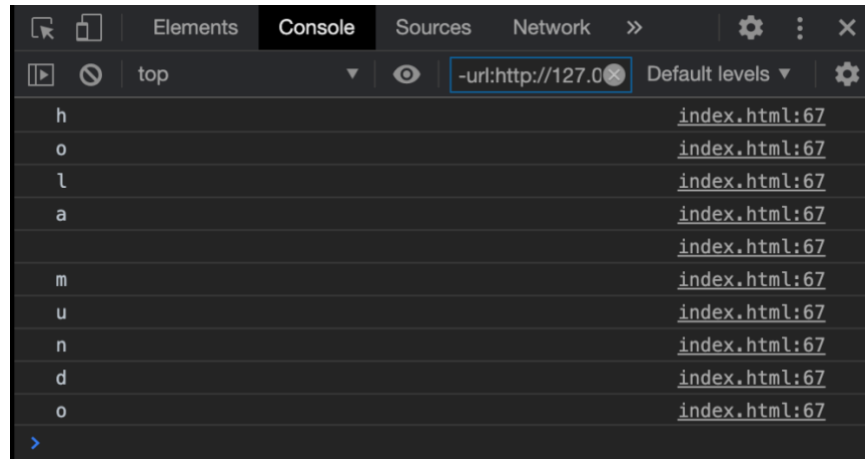 Elements Console Sources Network »
top -url:http://127.0 Default levels
h index.html:67
o index.html:67
l index.html:67
a index.html:67
index.html:67
m index.html:67
u index.html:67
n index.html:67
d index.html:67
o index.html:67
>